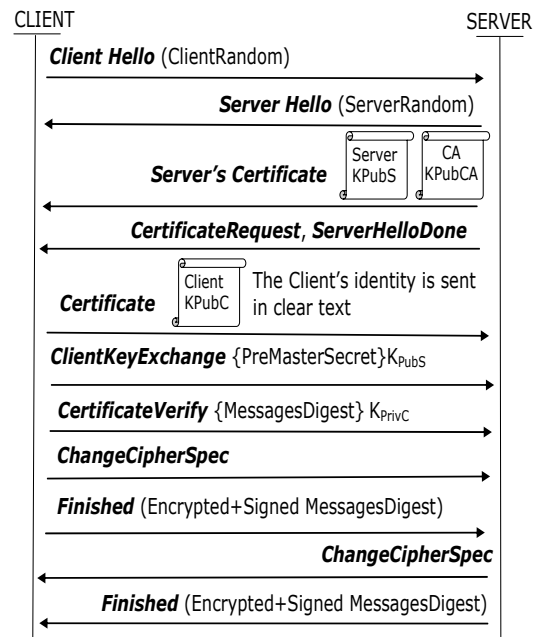 CLIENT
SERVER
Client Hello (ClientRandom)
Server Hello (ServerRandom)
Server’s Certificate
Server
KPubS
CA
KPubCA
CertificateRequest, ServerHelloDone
Certificate
Client
KPubC
The Client’s identity is sent
in clear text
ClientKeyExchange {PreMasterSecret}KPubS
CertificateVerify {MessagesDigest} KPrivC
ChangeCipherSpec
Finished (Encrypted+Signed MessagesDigest)
ChangeCipherSpec
Finished (Encrypted+Signed MessagesDigest)